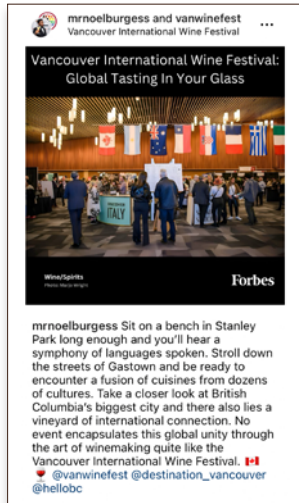 mrnoelburgess and vanwinefest
Vancouver International Wine Festival
Vancouver International Wine Festival:
Global Tasting In Your Glass
ITALY
Wine/Spirits
Photo: Marja Wright
Forbes
mrnoelburgess Sit on a bench in Stanley
Park long enough and you'll hear a
symphony of languages spoken. Stroll down
the streets of Gastown and be ready to
encounter a fusion of cuisines from dozens
of cultures. Take a closer look at British
Columbia's biggest city and there also lies a
vineyard of international connection. No
event encapsulates this global unity through
the art of winemaking quite like the
Vancouver International Wine Festival. 🇨🇦
🍷 @vanwinefest @destination_vancouver
@hellobc